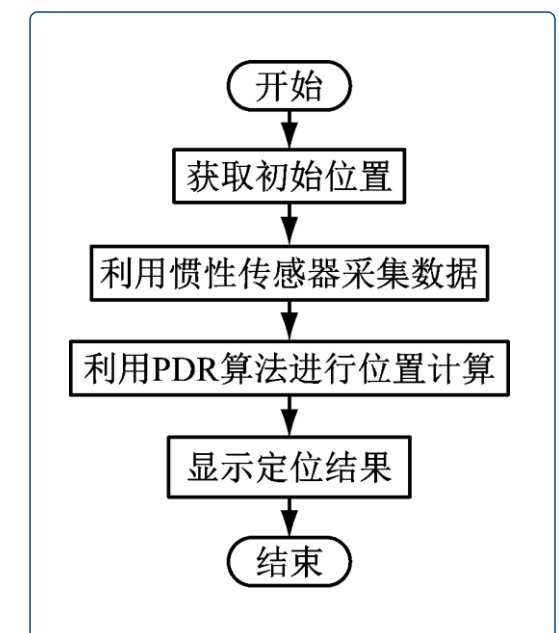 开始
获取初始位置
利用惯性传感器采集数据
利用PDR算法进行位置计算
显示定位结果
结束